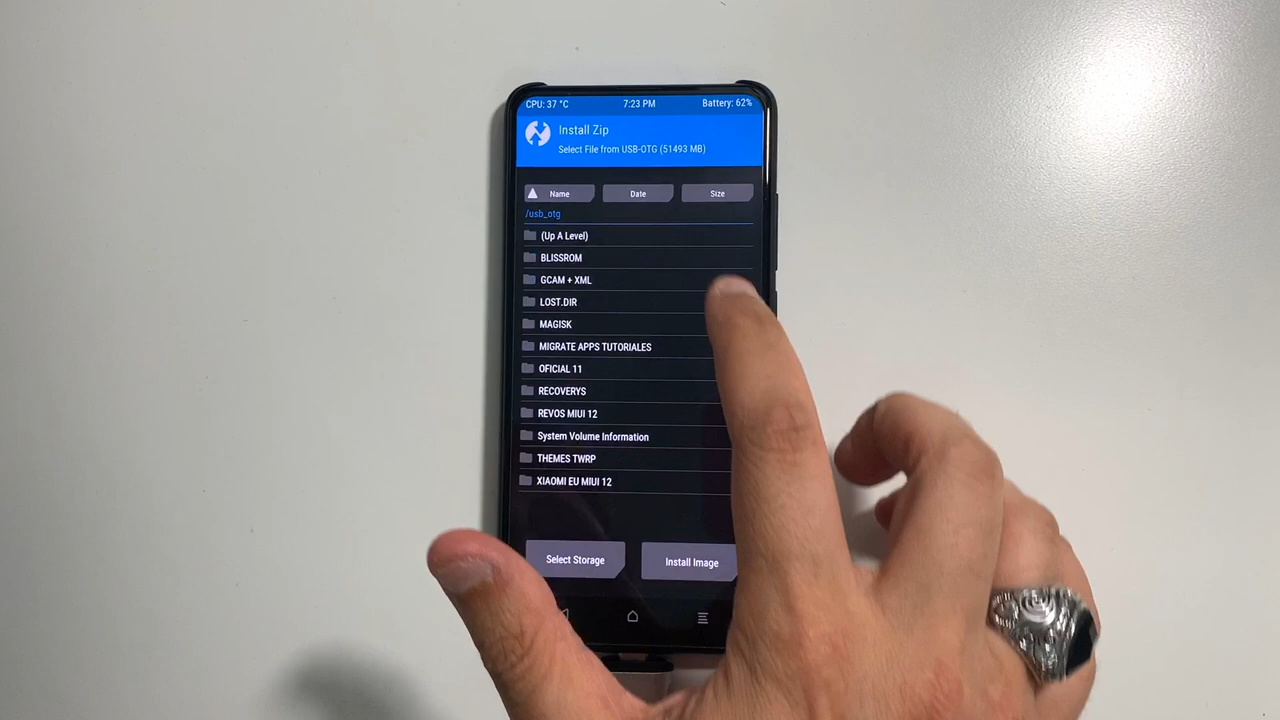 CPU: 37 °C 7:23 PM Battery: 62%
Install Zip
Select File from USB-OTG (51493 MB)
Name Date Size
/usb_otg
(Up A Level)
BLISSROM
GCAM + XML
LOST.DIR
MAGISK
MIGRATE APPS TUTORIALES
OFICIAL 11
RECOVERYS
REVOS MIUI 12
System Volume Information
THEMES TWRP
XIAOMI EU MIUI 12
Select Storage Install Image